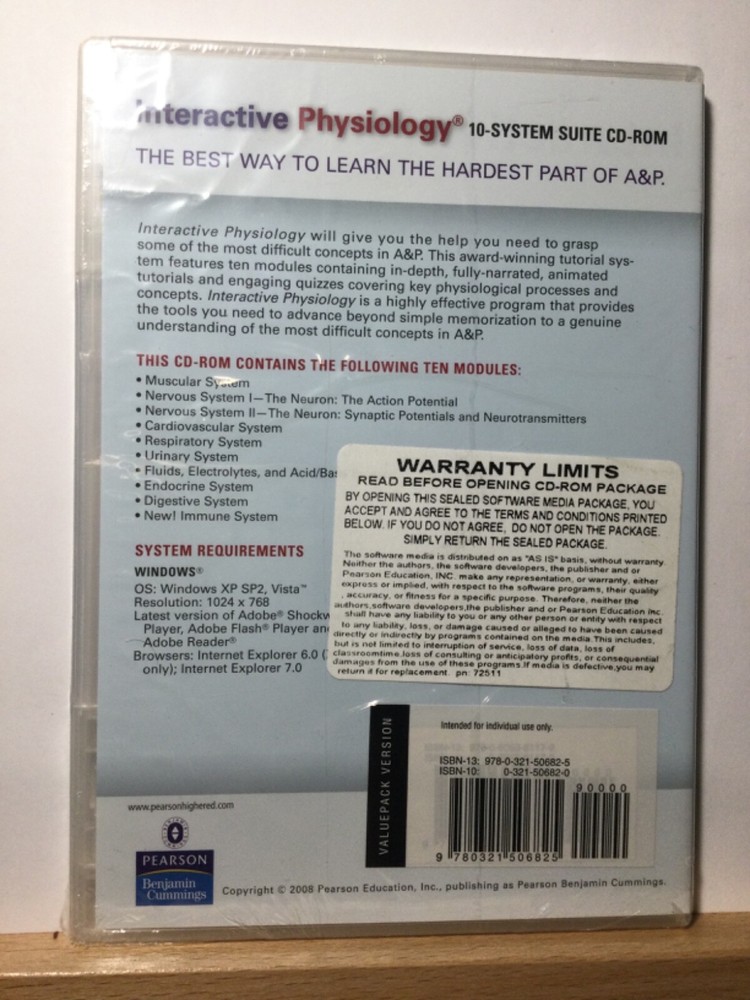 Interactive Physiology® 10-SYSTEM SUITE CD-ROM
THE BEST WAY TO LEARN THE HARDEST PART OF A&P.
Interactive Physiology will give you the help you need to grasp
some of the most difficult concepts in A&P. This award-winning tutorial sys-
tem features ten modules containing in-depth, fully-narrated, animated
tutorials and engaging quizzes covering key physiological processes and
concepts. Interactive Physiology is a highly effective program that provides
the tools you need to advance beyond simple memorization to a genuine
understanding of the most difficult concepts in A&P.
THIS CD-ROM CONTAINS THE FOLLOWING TEN MODULES:
• Muscular System
• Nervous System I—The Neuron: The Action Potential
• Nervous System II—The Neuron: Synaptic Potentials and Neurotransmitters
• Cardiovascular System
• Respiratory System
• Urinary System
• Fluids, Electrolytes, and Acid/Ba
• Endocrine System
• Digestive System
• New! Immune System
SYSTEM REQUIREMENTS
WINDOWS®
OS: Windows XP SP2, Vista™
Resolution: 1024 x 768
Latest version of Adobe® Shockw
Player, Adobe Flash® Player an
Adobe Reader®
Browsers: Internet Explorer 6.0 (
only); Internet Explorer 7.0
WARRANTY LIMITS
READ BEFORE OPENING CD-ROM PACKAGE
BY OPENING THIS SEALED SOFTWARE MEDIA PACKAGE, YOU
ACCEPT AND AGREE TO THE TERMS AND CONDITIONS PRINTED
BELOW. IF YOU DO NOT AGREE, DO NOT OPEN THE PACKAGE.
SIMPLY RETURN THE SEALED PACKAGE.
The software media is distributed on as "AS IS" basis, without warranty.
Neither the authors, the software developers, the publisher and or
Pearson Education, INC. make any representation, or warranty, either
express or implied, with respect to the software programs, their quality
, accuracy, or fitness for a specific purpose. Therefore, neither the
authors,software developers,the publisher and or Pearson Education Inc.
shall have any liability to you or any other person or entity with respect
to any liability, loss, or damage caused or alleged to have been caused
directly or indirectly by programs contained on the media.This includes,
but is not limited to interruption of service, loss of data, loss of
classroomtime,loss of consulting or anticipatory profits, or consequential
damages from the use of these programs.If media is defective,you may
return it for replacement. pn: 72511
VALUEPACK VERSION
Intended for individual use only.
ISBN-13: 978-0-321-50682-5
ISBN-10: 0-321-50682-0
90000
9 780321 506825
www.pearsonhighered.com
PEARSON
Benjamin
Cummings
Copyright © 2008 Pearson Education, Inc., publishing as Pearson Benjamin Cummings.